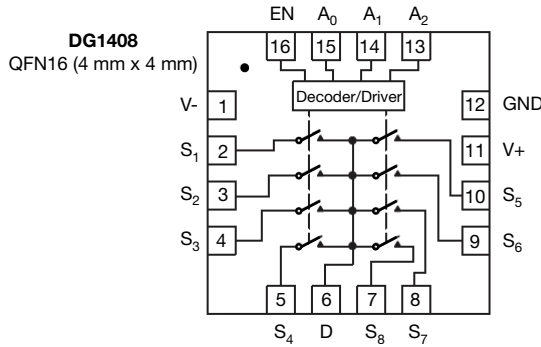 EN A₀ A₁ A₂
DG1408
QFN16 (4 mm x 4 mm)
16 15 14 13
Decoder/Driver
V- 1 12 GND
S₁ 2 11 V+
S₂ 3 10 S₅
S₃ 4 9 S₆
5 6 7 8
S₄ D S₈ S₇